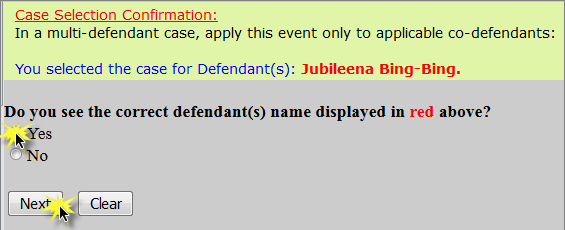 Case Selection Confirmation:
In a multi-defendant case, apply this event only to applicable co-defendants:
You selected the case for Defendant(s): Jubileena Bing-Bing.
Do you see the correct defendant(s) name displayed in red above?
Yes
No
Next Clear